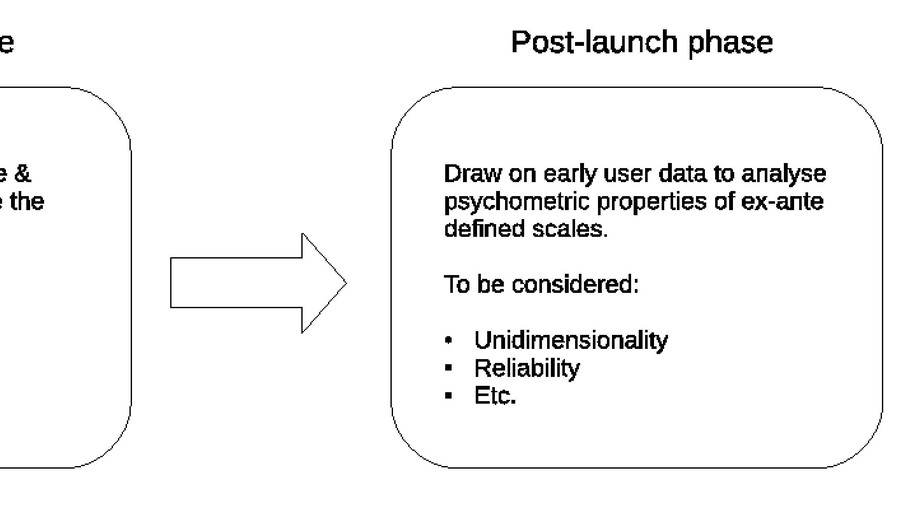 Post-launch phase
&
the
Draw on early user data to analyse
psychometric properties of ex-ante
defined scales.
To be considered:
• Unidimensionality
▪ Reliability
▪ Etc.